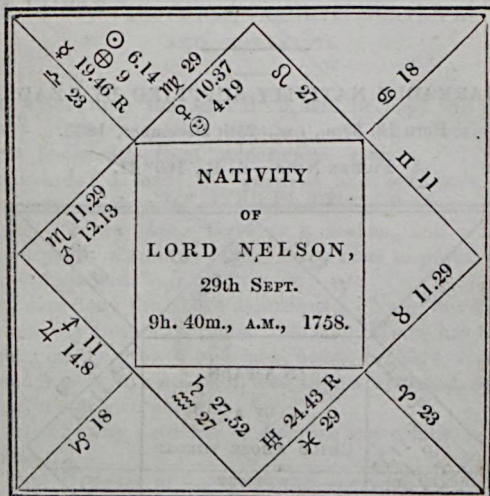 ☉ 6.14
⊕ 9
☿ 19.46 R
♎ 23
♍ 29
♀ 10.37
4.19
♌ 27
♋ 18
♊ 11
NATIVITY
OF
LORD NELSON,
29th SEPT.
9h. 40m., A.M., 1758.
♏ 11.29
♂ 12.13
♐ 11
♃ 14.8
♑ 18
♄ 27.52
♒ 27
♅ 24.43 R
♓ 29
♈ 23
♉ 11.29